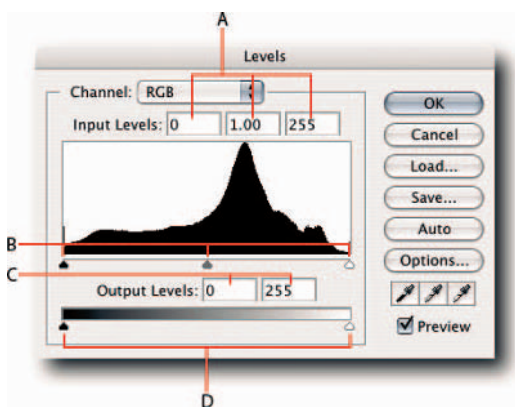 A
Levels
Channel: RGB
OK
Input Levels: 0 1.00 255
Cancel
Load...
Save...
Auto
B
Options...
C
Output Levels: 0 255
Preview
D